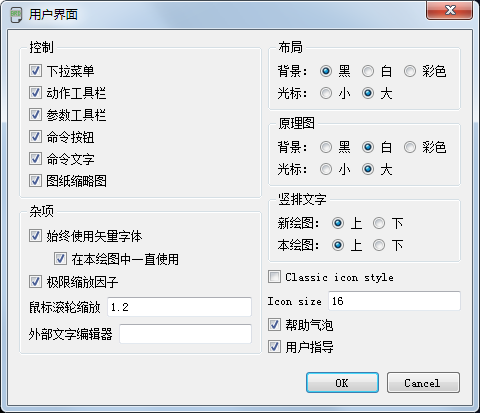 用户界面
控制
下拉菜单
动作工具栏
参数工具栏
命令按钮
命令文字
图纸缩略图
杂项
始终使用矢量字体
在本绘图中一直使用
极限缩放因子
鼠标滚轮缩放 1.2
外部文字编辑器
布局
背景: 黑 白 彩色
光标: 小 大
原理图
背景: 黑 白 彩色
光标: 小 大
竖排文字
新绘图: 上 下
本绘图: 上 下
Classic icon style
Icon size 16
帮助气泡
用户指导
OK Cancel